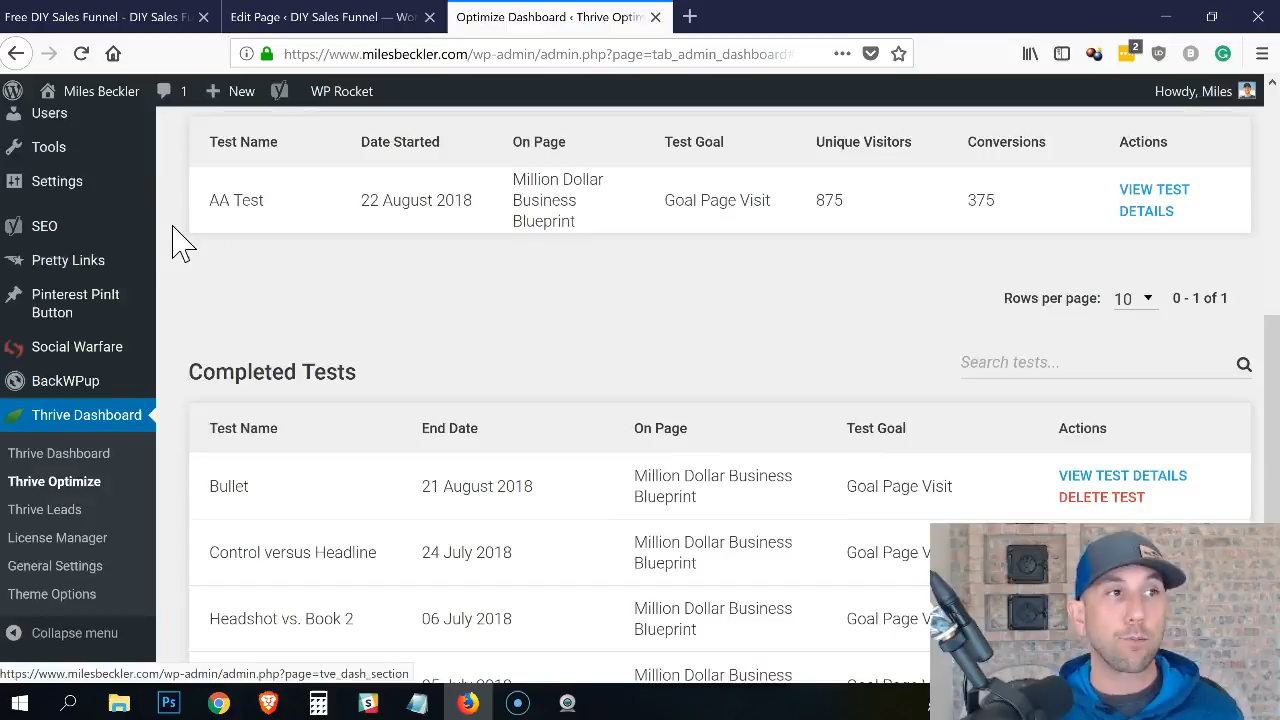 Free DIY Sales Funnel - DIY Sales F
Edit Page ‹ DIY Sales Funnel — Wor
Optimize Dashboard ‹ Thrive Optim
https://www.milesbeckler.com/wp-admin/admin.php?page=tab_admin_dashboard#
2
Miles Beckler
1
New
WP Rocket
Howdy, Miles
Users
Tools
Settings
SEO
Pretty Links
Pinterest PinIt
Button
Social Warfare
BackWPup
Thrive Dashboard
Thrive Dashboard
Thrive Optimize
Thrive Leads
License Manager
General Settings
Theme Options
Collapse menu
Test Name Date Started On Page Test Goal Unique Visitors Conversions Actions
AA Test 22 August 2018 Million Dollar Business Blueprint Goal Page Visit 875 375 VIEW TEST DETAILS
Rows per page: 10 0 - 1 of 1
Completed Tests
Search tests...
Test Name End Date On Page Test Goal Actions
Bullet 21 August 2018 Million Dollar Business Blueprint Goal Page Visit VIEW TEST DETAILS
DELETE TEST
Control versus Headline 24 July 2018 Million Dollar Business Blueprint Goal Page V
Headshot vs. Book 2 06 July 2018 Million Dollar Business Blueprint Goal Page V
https://www.milesbeckler.com/wp-admin/admin.php?page=tve_dash_section
Ps